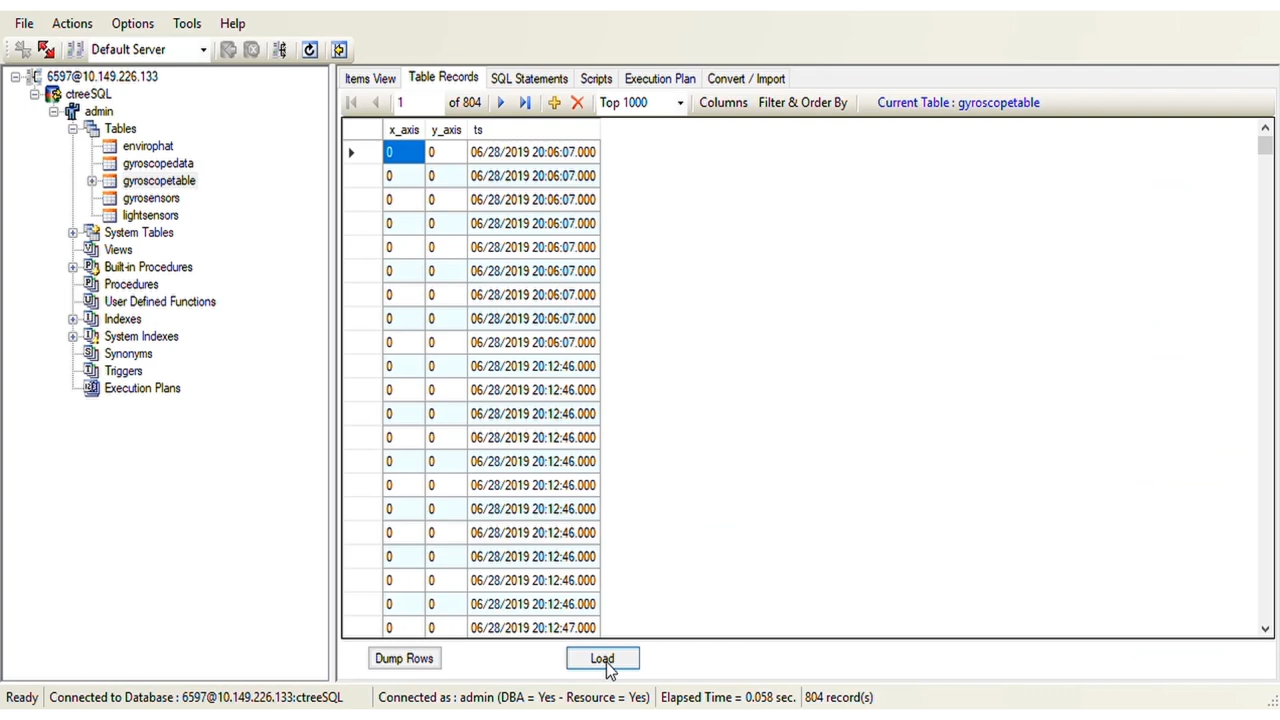 File Actions Options Tools Help
Default Server
6597@10.149.226.133
ctreeSQL
admin
Tables
envirophat
gyroscopedata
gyroscopetable
gyrosensors
lightsensors
System Tables
Views
Built-in Procedures
Procedures
User Defined Functions
Indexes
System Indexes
Synonyms
Triggers
Execution Plans
Items View Table Records SQL Statements Scripts Execution Plan Convert / Import
1 of 804 Top 1000 Columns Filter & Order By Current Table : gyroscopetable
x_axis y_axis ts
0 0 06/28/2019 20:06:07.000
0 0 06/28/2019 20:06:07.000
0 0 06/28/2019 20:06:07.000
0 0 06/28/2019 20:06:07.000
0 0 06/28/2019 20:06:07.000
0 0 06/28/2019 20:06:07.000
0 0 06/28/2019 20:06:07.000
0 0 06/28/2019 20:06:07.000
0 0 06/28/2019 20:06:07.000
0 0 06/28/2019 20:12:46.000
0 0 06/28/2019 20:12:46.000
0 0 06/28/2019 20:12:46.000
0 0 06/28/2019 20:12:46.000
0 0 06/28/2019 20:12:46.000
0 0 06/28/2019 20:12:46.000
0 0 06/28/2019 20:12:46.000
0 0 06/28/2019 20:12:46.000
0 0 06/28/2019 20:12:46.000
0 0 06/28/2019 20:12:46.000
0 0 06/28/2019 20:12:46.000
0 0 06/28/2019 20:12:47.000
Dump Rows Load
Ready Connected to Database : 6597@10.149.226.133:ctreeSQL Connected as : admin (DBA = Yes - Resource = Yes) Elapsed Time = 0.058 sec. 804 record(s)